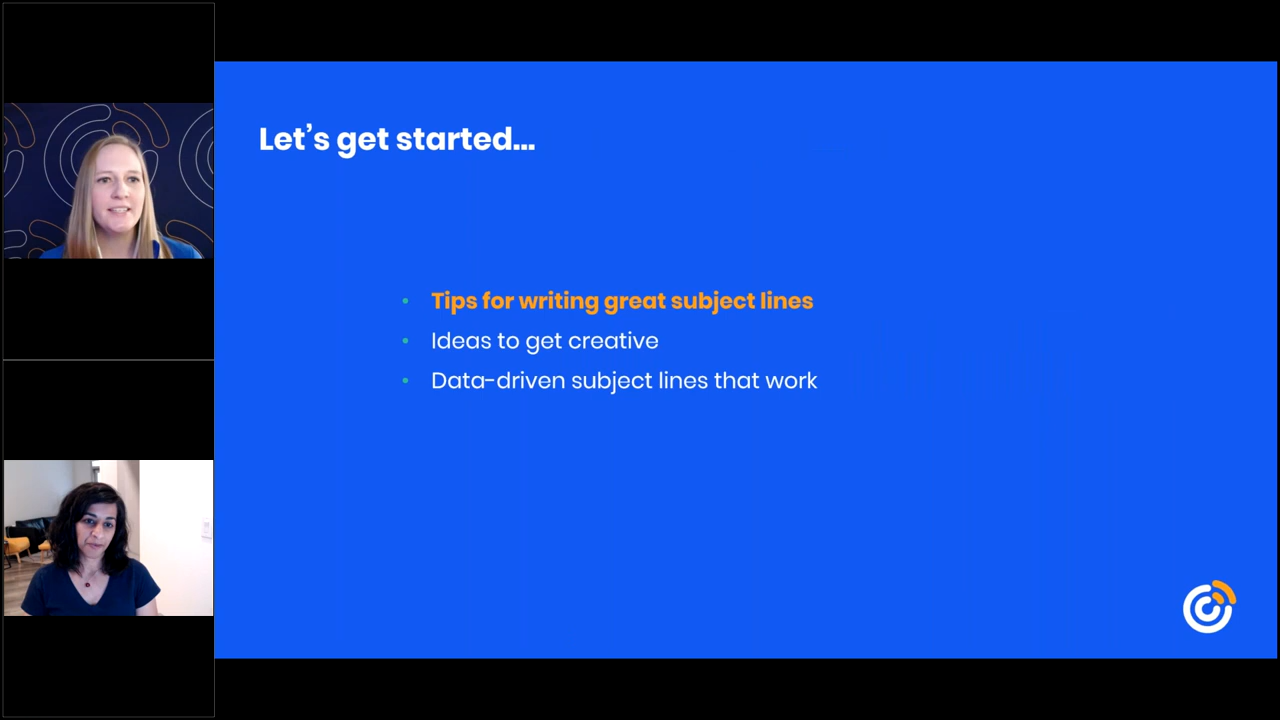 Let's get started...
• Tips for writing great subject lines
• Ideas to get creative
• Data-driven subject lines that work